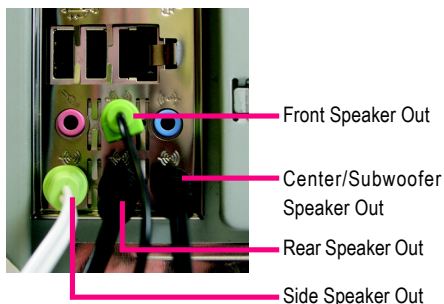 Front Speaker Out
Center/Subwoofer
Speaker Out
Rear Speaker Out
Side Speaker Out